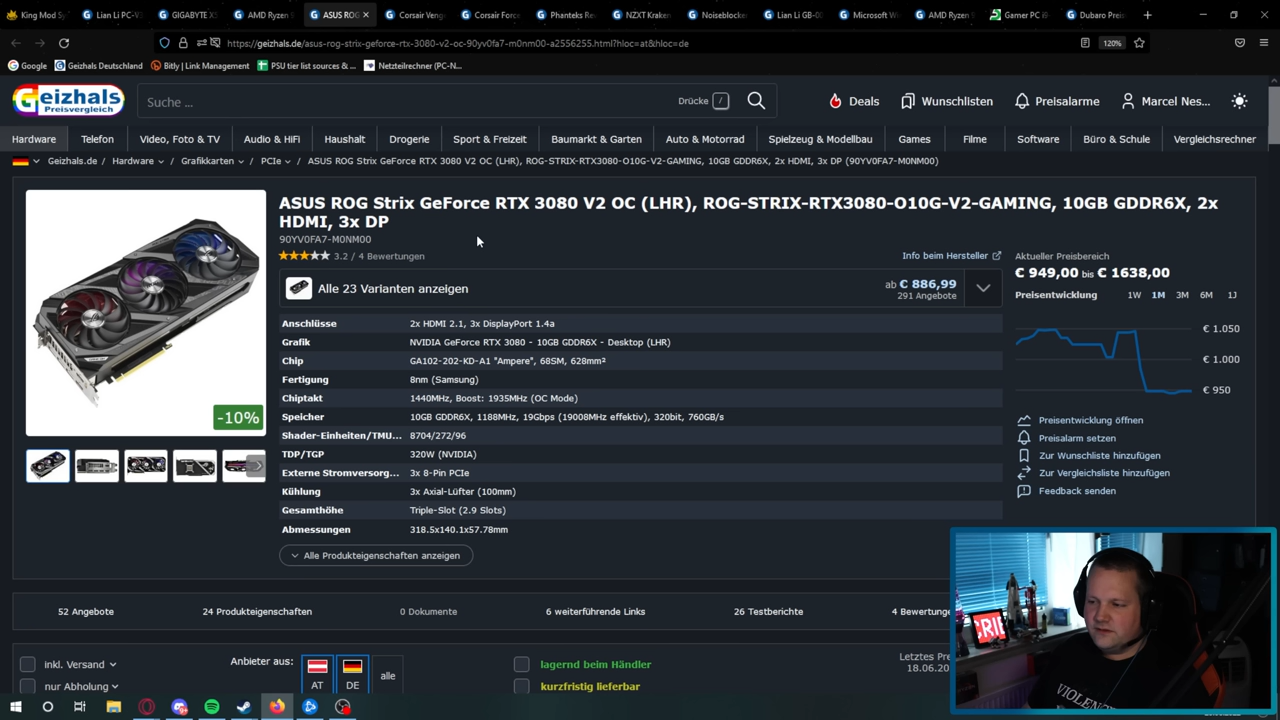 King Mod Sy
Lian Li PC-V
GIGABYTE X5
AMD Ryzen 9
ASUS ROG
Corsair Veng
Corsair Force
Phanteks Re
NZXT Kraken
Noiseblocke
Lian Li GB-00
Microsoft W
AMD Ryzen
Gamer PC i9
Dubaro Preis
https://geizhals.de/asus-rog-strix-geforce-rtx-3080-v2-oc-90yv0fa7-m0nm00-a2556255.html?hloc=at&hloc=de
120%
Google
Geizhals Deutschland
Bitly | Link Management
PSU tier list sources & ...
Netzteilrechner (PC-N...
Geizhals
Preisvergleich
Suche ...
Drücke /
Deals
Wunschlisten
Preisalarme
Marcel Nes...
Hardware
Telefon
Video, Foto & TV
Audio & HiFi
Haushalt
Drogerie
Sport & Freizeit
Baumarkt & Garten
Auto & Motorrad
Spielzeug & Modellbau
Games
Filme
Software
Büro & Schule
Vergleichsrechner
Geizhals.de / Hardware / Grafikkarten / PCIe / ASUS ROG Strix GeForce RTX 3080 V2 OC (LHR), ROG-STRIX-RTX3080-O10G-V2-GAMING, 10GB GDDR6X, 2x HDMI, 3x DP (90YV0FA7-M0NM00)
ASUS ROG Strix GeForce RTX 3080 V2 OC (LHR), ROG-STRIX-RTX3080-O10G-V2-GAMING, 10GB GDDR6X, 2x
HDMI, 3x DP
90YV0FA7-M0NM00
3.2 / 4 Bewertungen
Info beim Hersteller
Alle 23 Varianten anzeigen
ab € 886,99
291 Angebote
Anschlüsse 2x HDMI 2.1, 3x DisplayPort 1.4a
Grafik NVIDIA GeForce RTX 3080 - 10GB GDDR6X - Desktop (LHR)
Chip GA102-202-KD-A1 "Ampere", 68SM, 628mm²
Fertigung 8nm (Samsung)
Chiptakt 1440MHz, Boost: 1935MHz (OC Mode)
Speicher 10GB GDDR6X, 1188MHz, 19Gbps (19008MHz effektiv), 320bit, 760GB/s
Shader-Einheiten/TMU... 8704/272/96
TDP/TGP 320W (NVIDIA)
Externe Stromversorg... 3x 8-Pin PCIe
Kühlung 3x Axial-Lüfter (100mm)
Gesamthöhe Triple-Slot (2.9 Slots)
Abmessungen 318.5x140.1x57.78mm
Alle Produkteigenschaften anzeigen
-10%
Aktueller Preisbereich
€ 949,00 bis € 1638,00
Preisentwicklung 1W 1M 3M 6M 1J
€ 1.050
€ 1.000
€ 950
Preisentwicklung öffnen
Preisalarm setzen
Zur Wunschliste hinzufügen
Zur Vergleichsliste hinzufügen
Feedback senden
52 Angebote
24 Produkteigenschaften
0 Dokumente
6 weiterführende Links
26 Testberichte
4 Bewertunge
inkl. Versand
nur Abholung
Anbieter aus:
AT
DE
alle
lagernd beim Händler
kurzfristig lieferbar
Letztes Pre
18.06.20
CRIE
VIOLENC